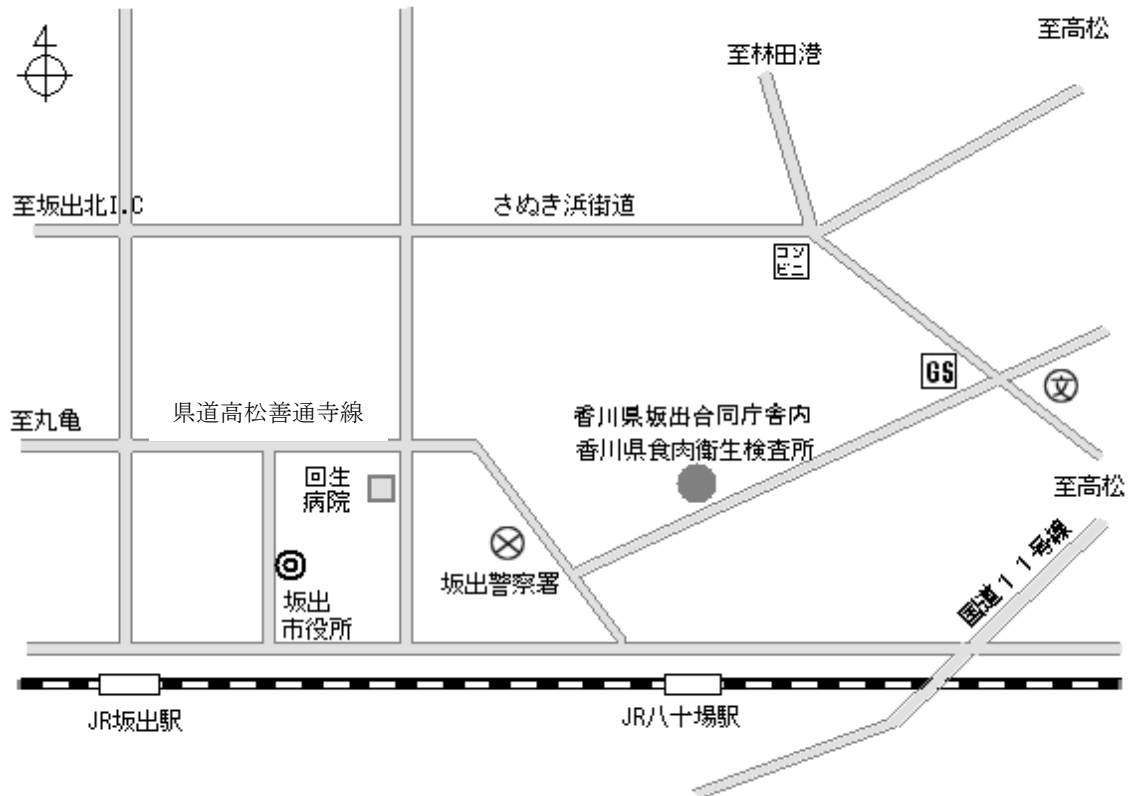 至高松
至林田港
至坂出北I.C
さぬき浜街道
コン
ビニ
GS
文
至丸亀
県道高松善通寺線
香川県坂出合同庁舎内
香川県食肉衛生検査所
回生
病院
至高松
国道11号線
坂出警察署
坂出
市役所
JR坂出駅
JR八十場駅